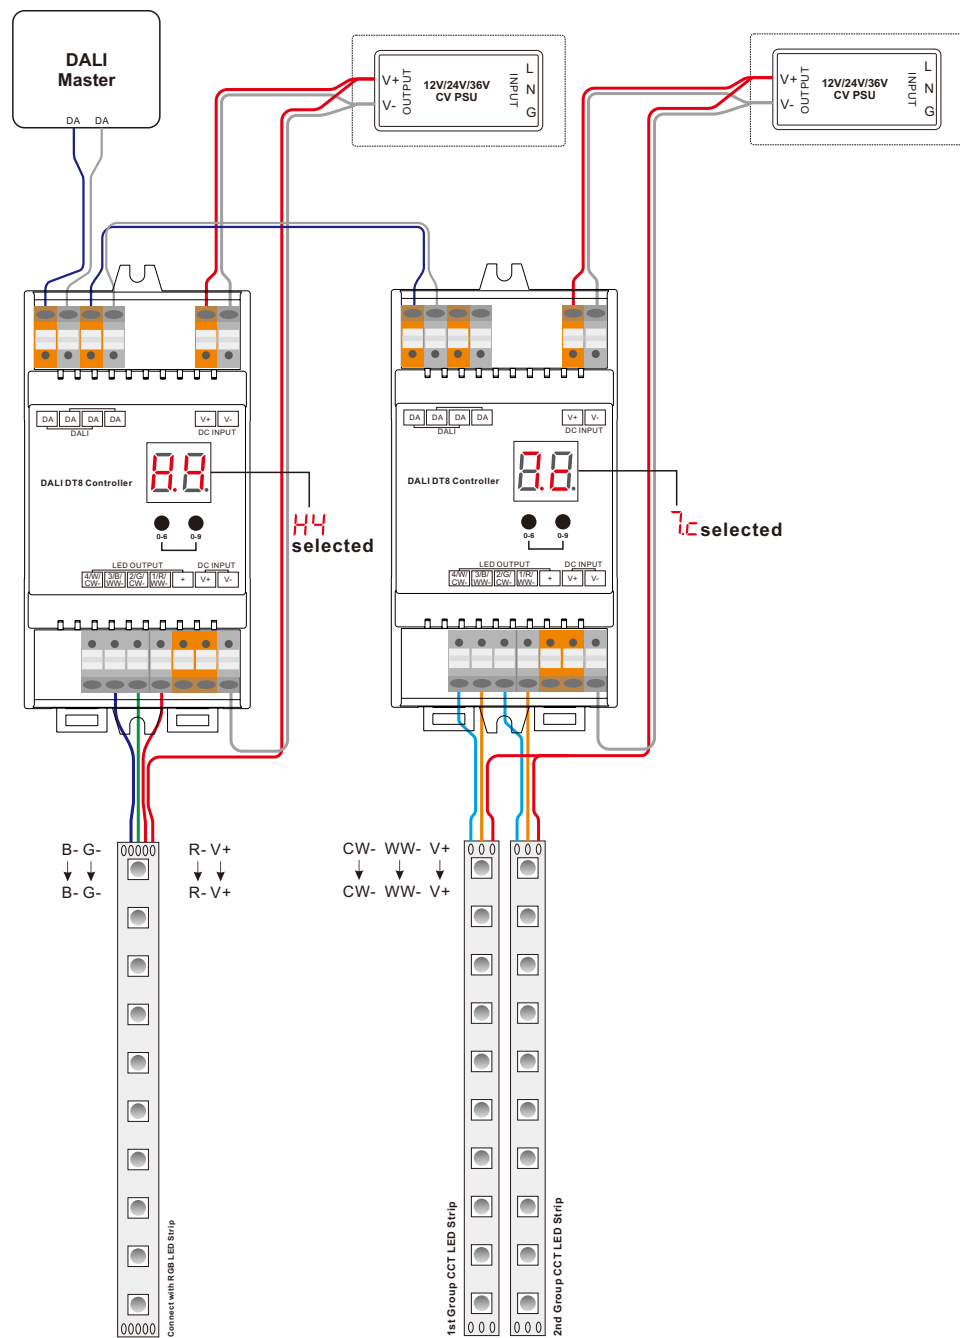 DALI
Master
DA DA
V+
V-
OUTPUT
12V/24V/36V
CV PSU
INPUT
L
N
G
V+
V-
OUTPUT
12V/24V/36V
CV PSU
INPUT
L
N
G
DA DA DA DA
DALI
V+ V-
DC INPUT
DALI DT8 Controller
0-6 0-9
H4
selected
LED OUTPUT DC INPUT
4/W/CW- 3/B/WW- 2/G/CW- 1/R/WW- + V+ V-
DA DA DA DA
DALI
V+ V-
DC INPUT
DALI DT8 Controller
0-6 0-9
7.c selected
LED OUTPUT DC INPUT
4/W/CW- 3/B/WW- 2/G/CW- 1/R/WW- + V+ V-
B- G- R- V+
B- G- R- V+
CW- WW- V+
CW- WW- V+
Connect with RGB LED Strip
1st Group CCT LED Strip
2nd Group CCT LED Strip